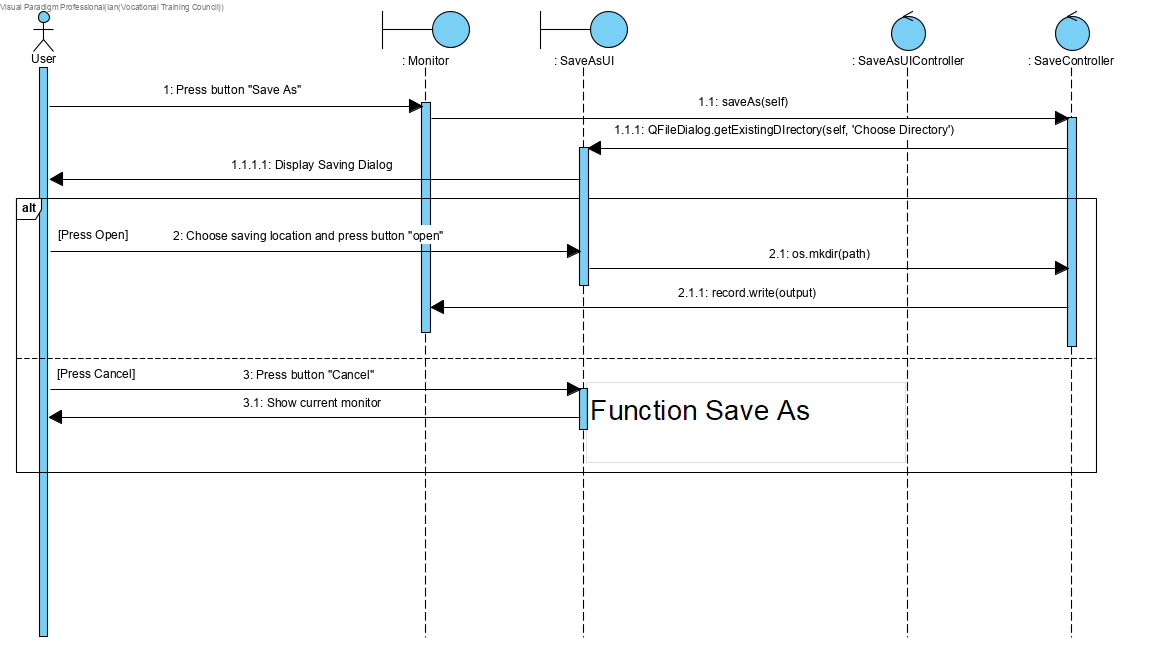 Visual Paradigm Professional(Ian(Vocational Training Council))
User
: Monitor
: SaveAsUI
: SaveAsUIController
: SaveController
1: Press button "Save As"
1.1: saveAs(self)
1.1.1: QFileDialog.getExistingDIrectory(self, 'Choose Directory')
1.1.1.1: Display Saving Dialog
alt
[Press Open]
2: Choose saving location and press button "open"
2.1: os.mkdir(path)
2.1.1: record.write(output)
[Press Cancel]
3: Press button "Cancel"
3.1: Show current monitor
Function Save As